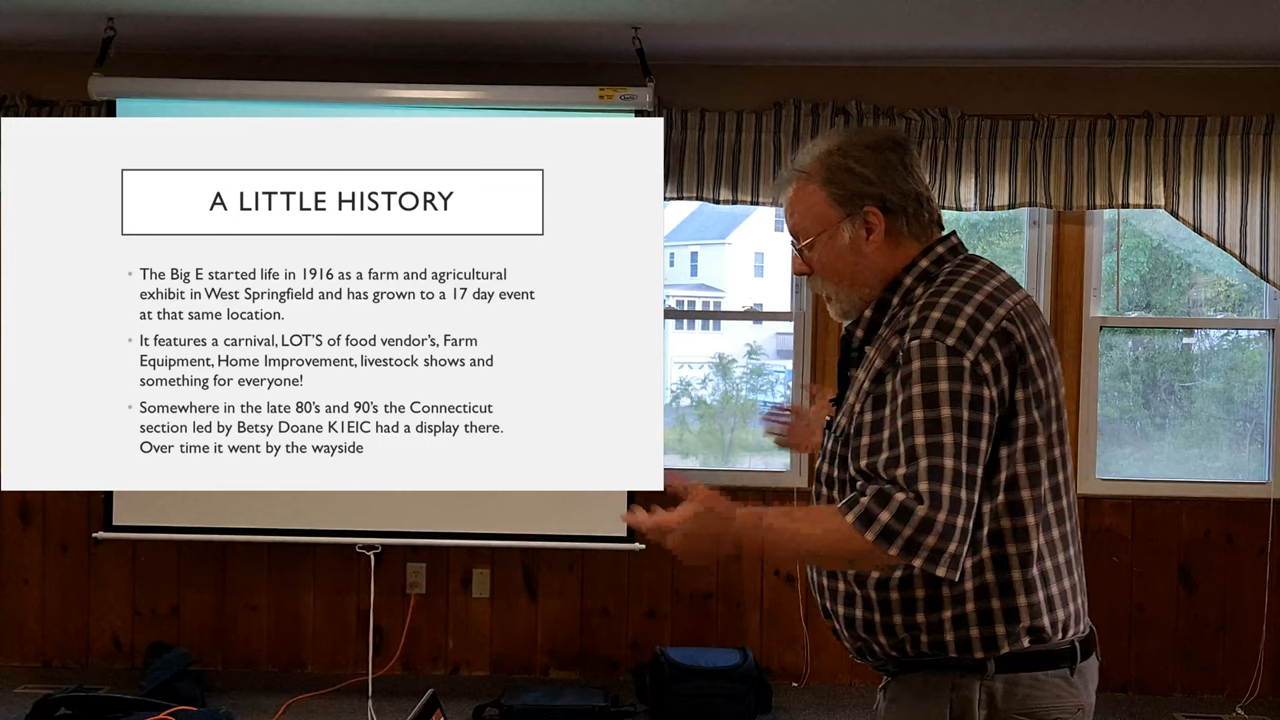 A LITTLE HISTORY
• The Big E started life in 1916 as a farm and agricultural
exhibit in West Springfield and has grown to a 17 day event
at that same location.
• It features a carnival, LOT'S of food vendor's, Farm
Equipment, Home Improvement, livestock shows and
something for everyone!
• Somewhere in the late 80's and 90's the Connecticut
section led by Betsy Doane K1EIC had a display there.
Over time it went by the wayside